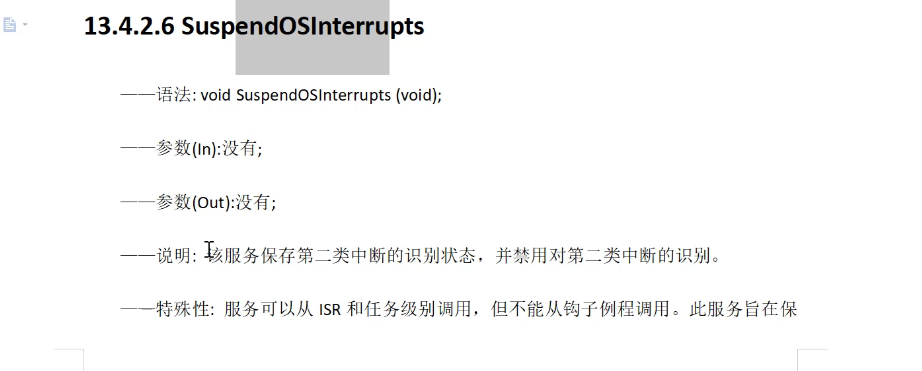 13.4.2.6 SuspendOSInterrupts
——语法: void SuspendOSInterrupts (void);
——参数(In):没有;
——参数(Out):没有;
——说明: 该服务保存第二类中断的识别状态，并禁用对第二类中断的识别。
——特殊性: 服务可以从 ISR 和任务级别调用，但不能从钩子例程调用。此服务旨在保